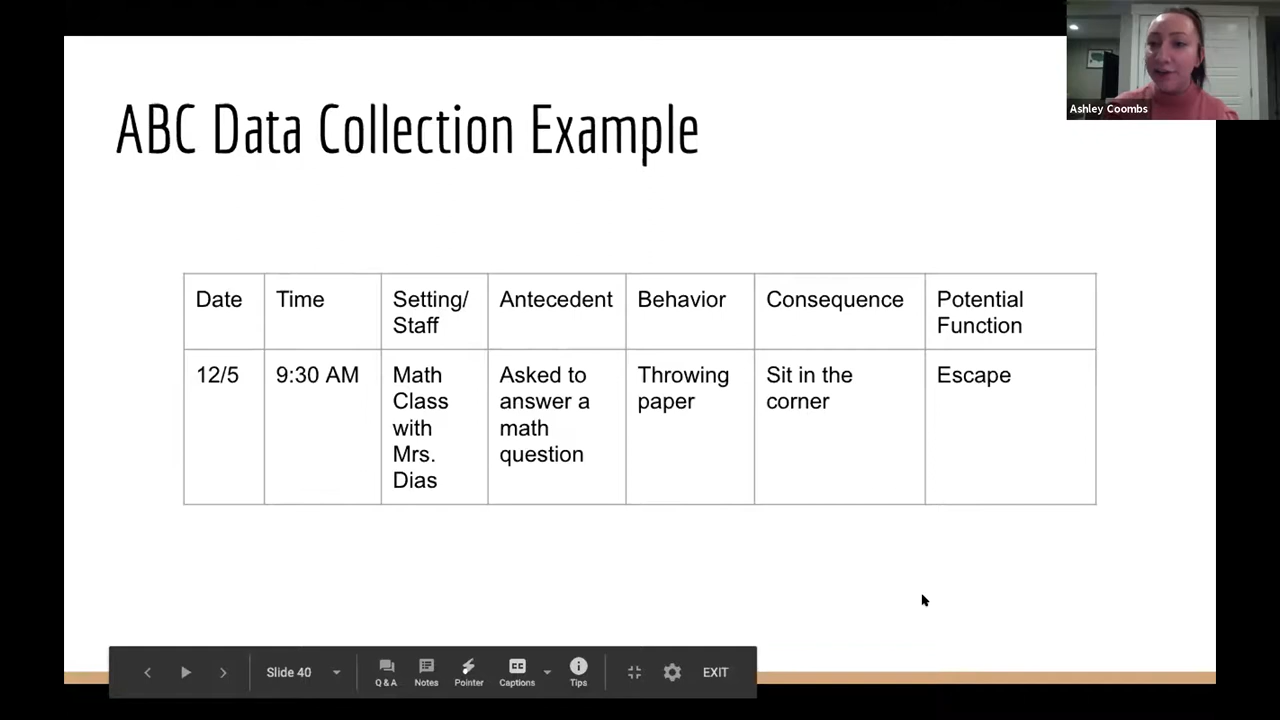 Ashley Coombs
ABC Data Collection Example
Date
Time
Setting/
Staff
Antecedent
Behavior
Consequence
Potential
Function
12/5
9:30 AM
Math
Class
with
Mrs.
Dias
Asked to
answer a
math
question
Throwing
paper
Sit in the
corner
Escape
Slide 40
Q & A
Notes
Pointer
Captions
Tips
EXIT